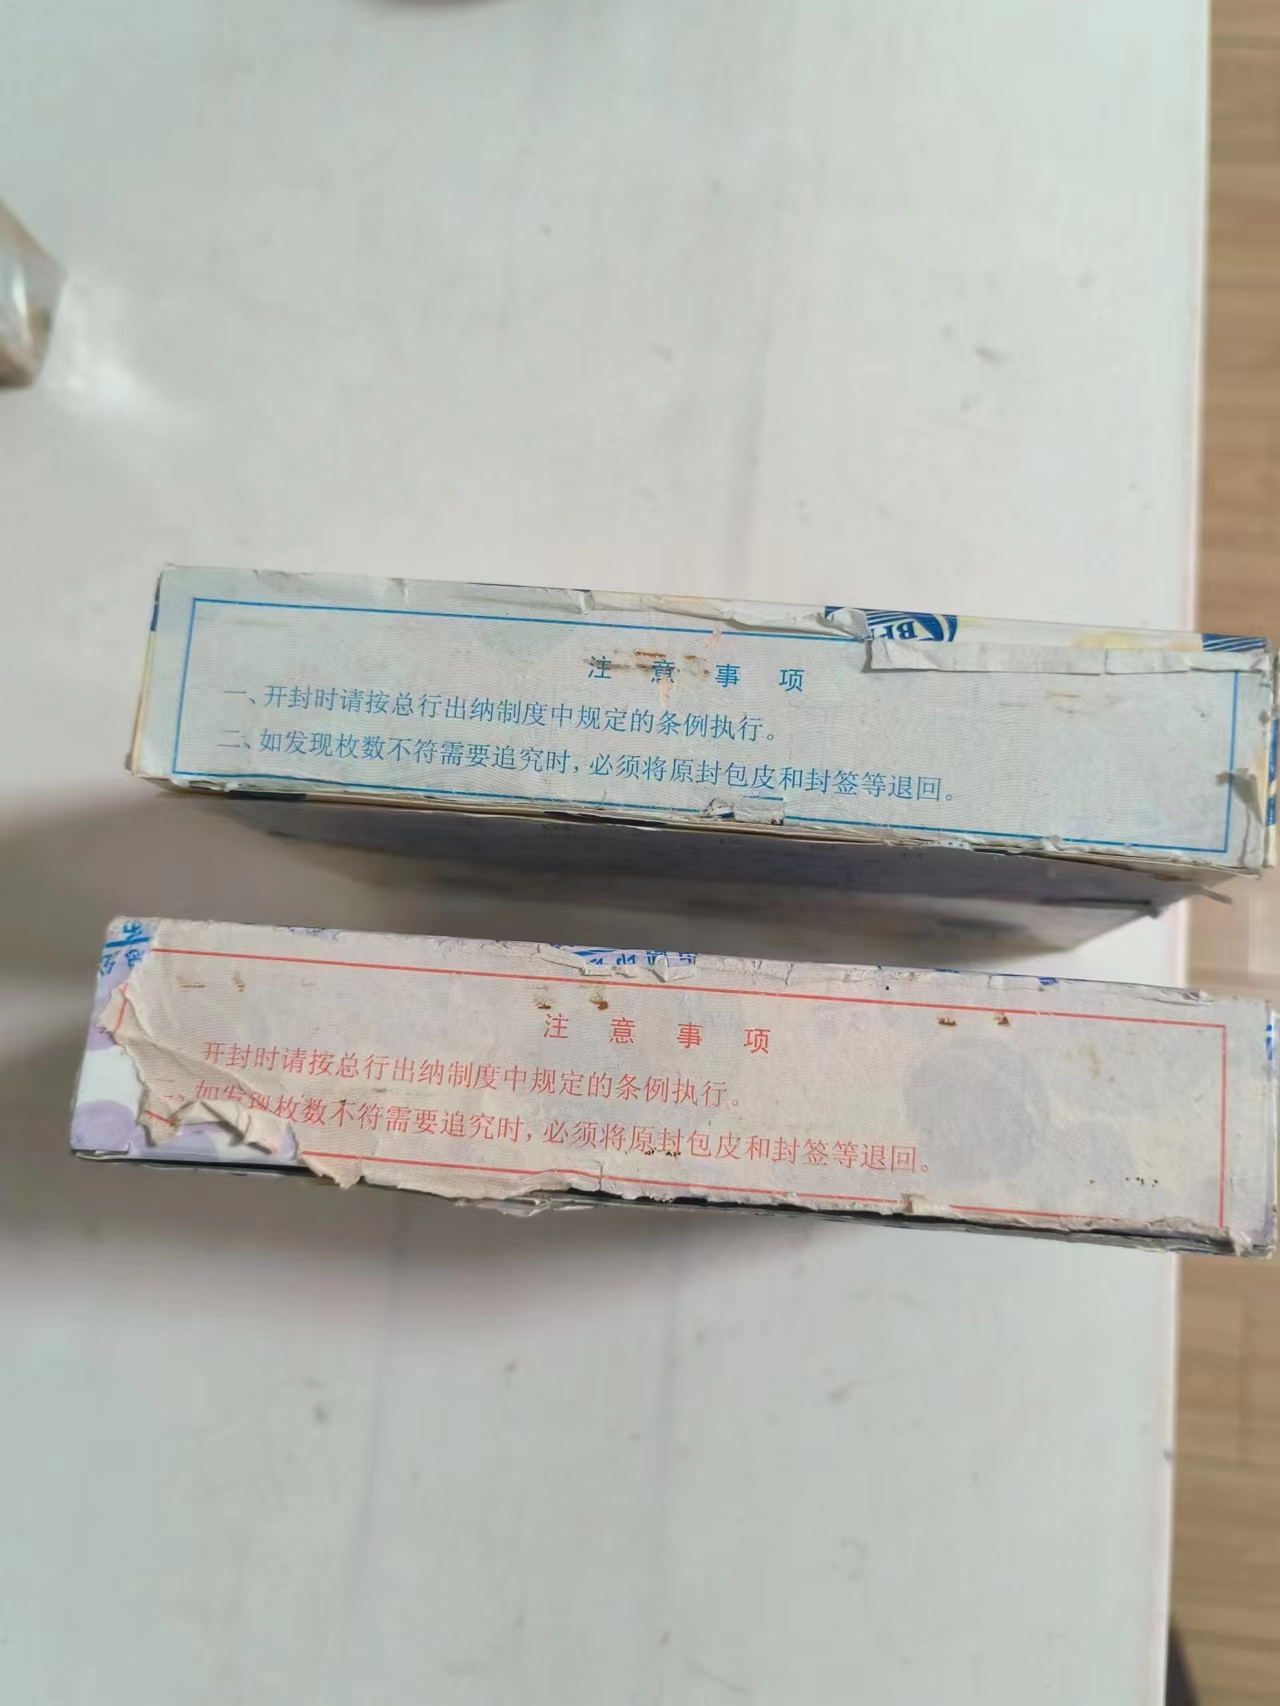 注意事项
一、开封时请按总行出纳制度中规定的条例执行。
二、如发现枚数不符需要追究时,必须将原封包皮和封签等退回。
注意事项
开封时请按总行出纳制度中规定的条例执行。
二、如发现枚数不符需要追究时,必须将原封包皮和封签等退回。